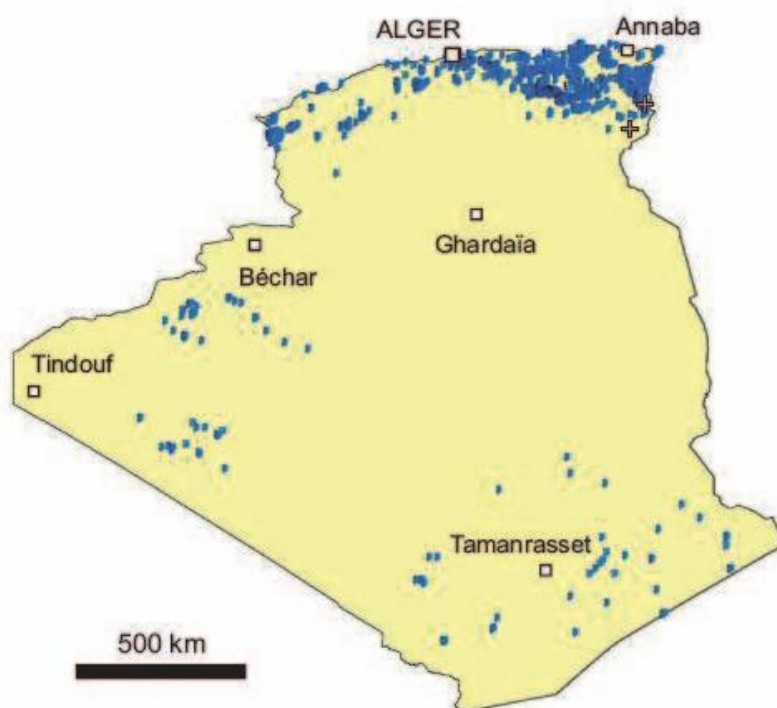 ALGER
Annaba
Ghardaïa
Béchar
Tindouf
Tamanrasset
500 km